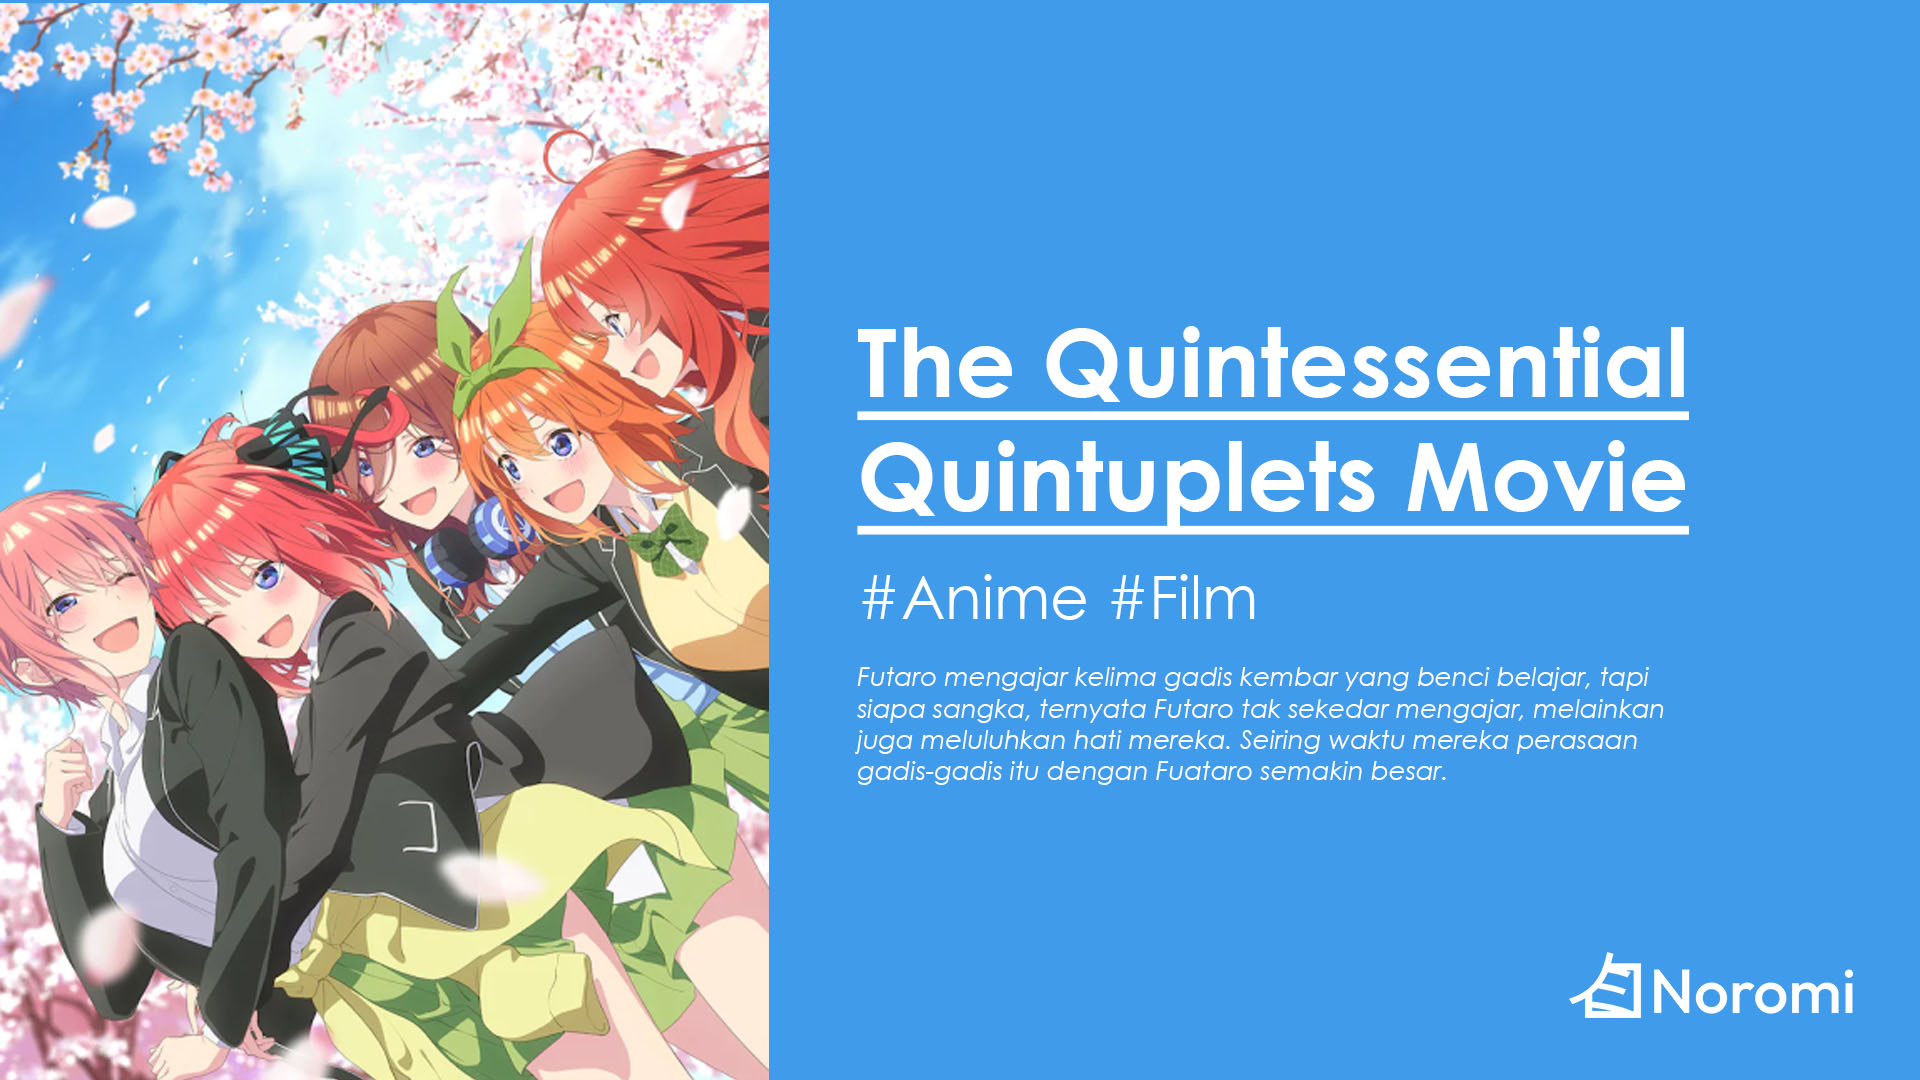 The Quintessential
Quintuplets Movie
#Anime #Film
Futaro mengajar kelima gadis kembar yang benci belajar, tapi
siapa sangka, ternyata Futaro tak sekedar mengajar, melainkan
juga meluluhkan hati mereka. Seiring waktu mereka perasaan
gadis-gadis itu dengan Fuataro semakin besar.
Noromi